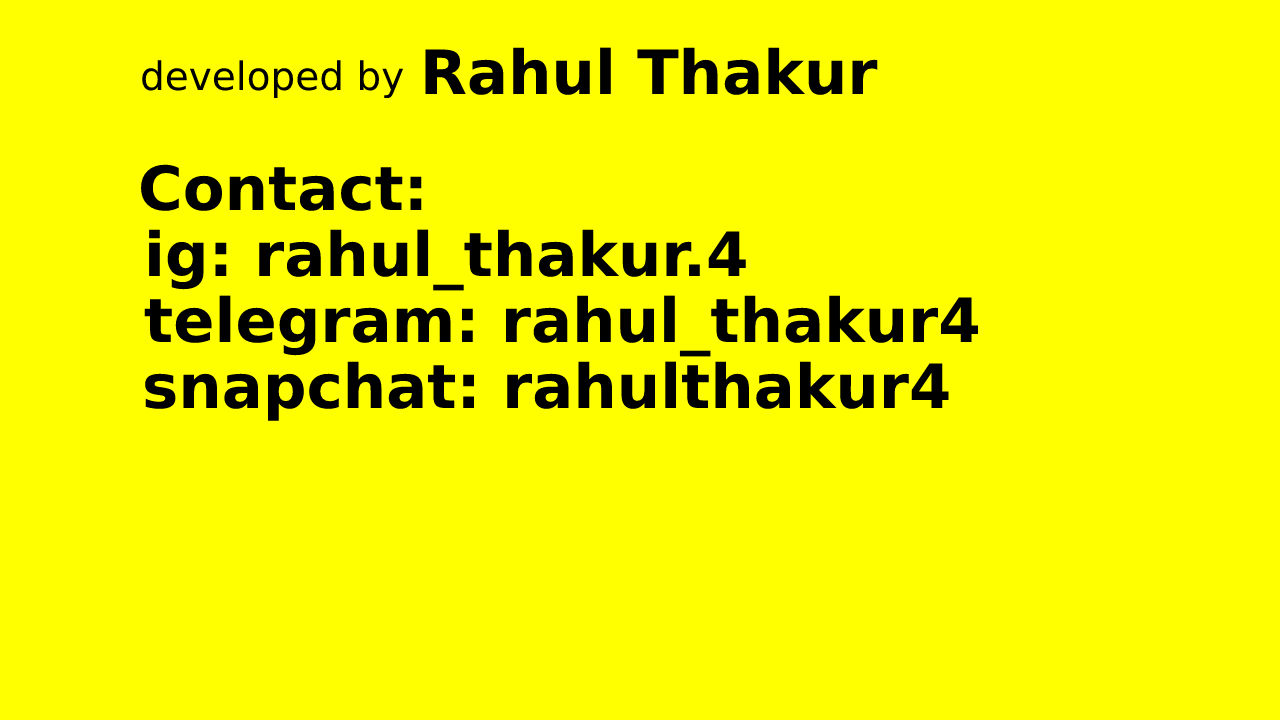 developed by Rahul Thakur
Contact:
ig: rahul_thakur.4
telegram: rahul_thakur4
snapchat: rahulthakur4